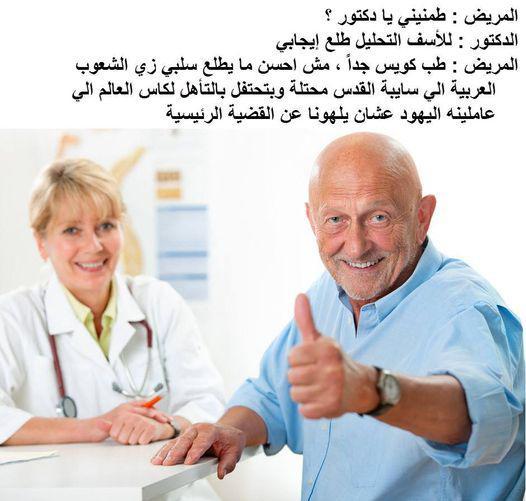 المريض : طمنيني يا دكتور ؟
الدكتور : للأسف التحليل طلع إيجابي
المريض : طب كويس جداً ، مش احسن ما يطلع سلبي زي الشعوب
العربية الي سايبة القدس محتلة وبتحتفل بالتأهل لكاس العالم الي
عاملينه اليهود عشان يلهونا عن القضية الرئيسية